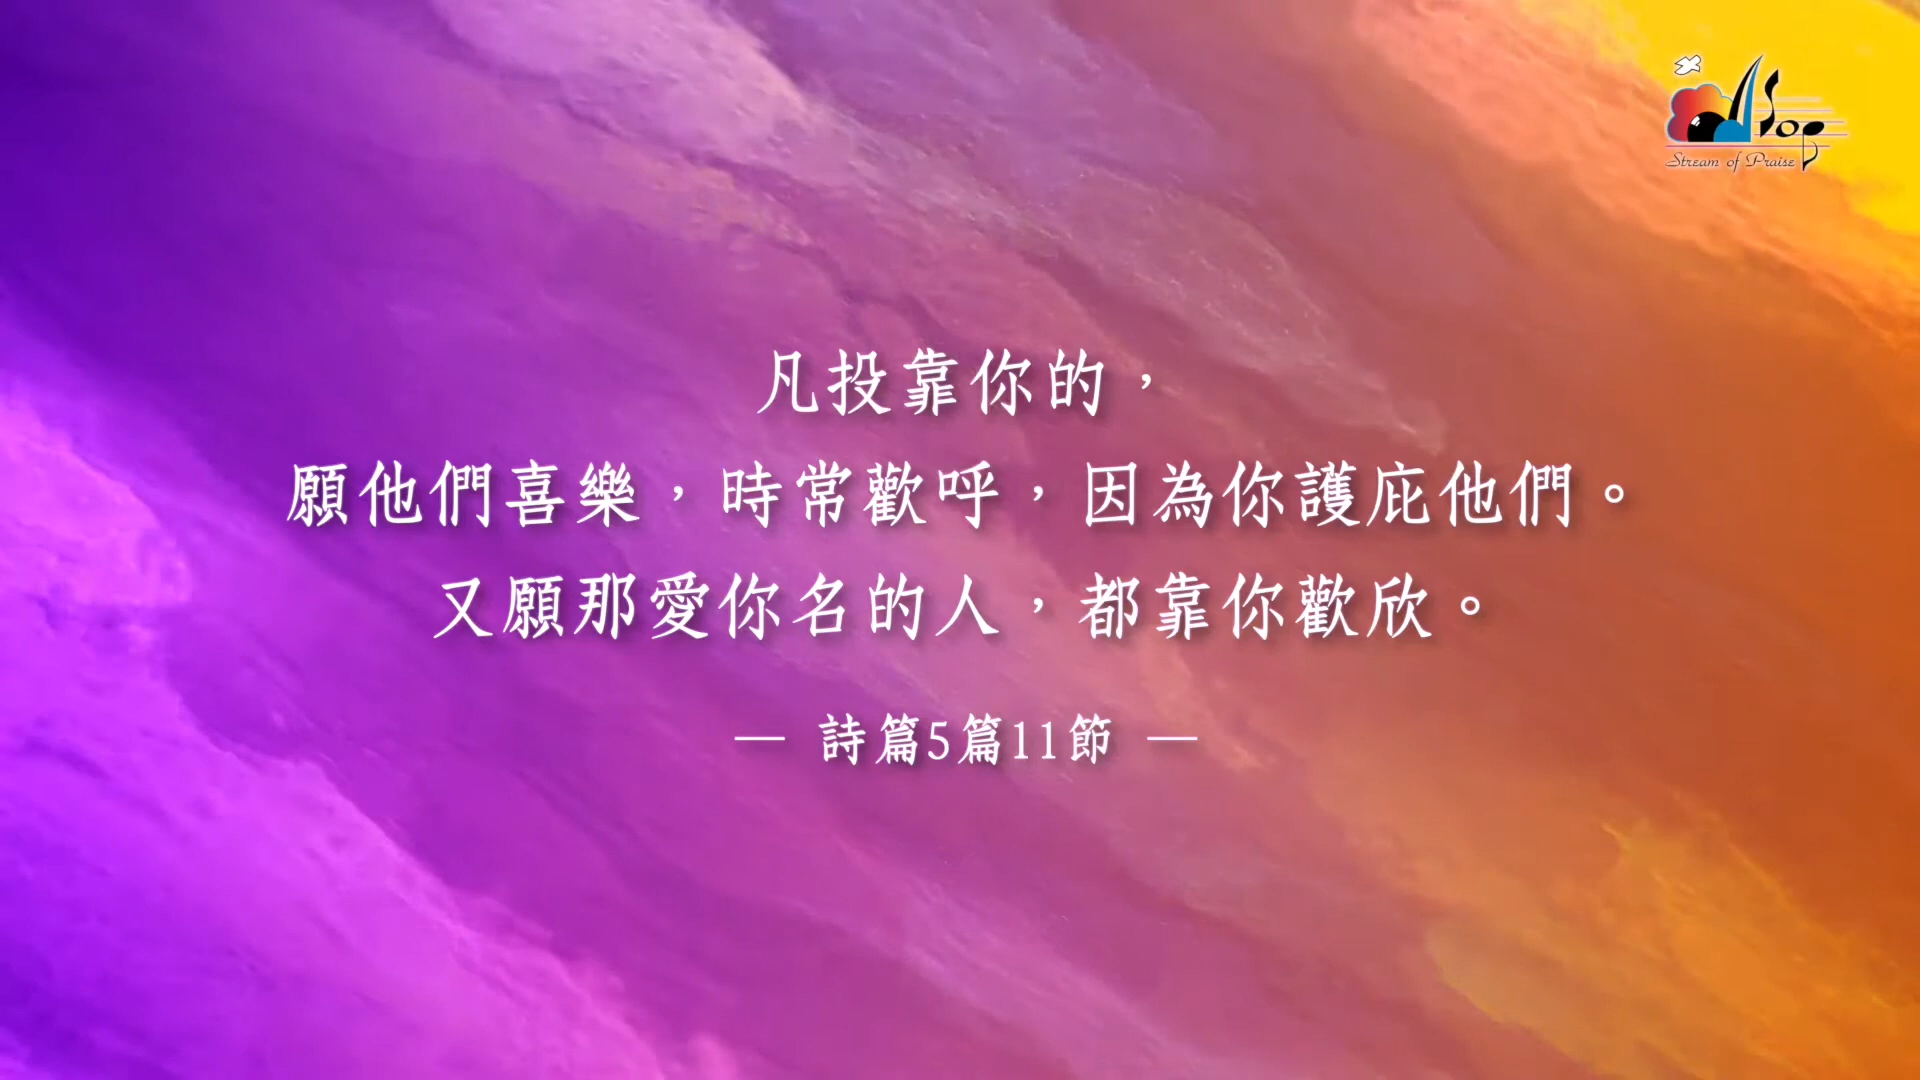 SOP
Stream of Praise
凡投靠你的，
願他們喜樂，時常歡呼，因為你護庇他們。
又願那愛你名的人，都靠你歡欣。
— 詩篇5篇11節 —